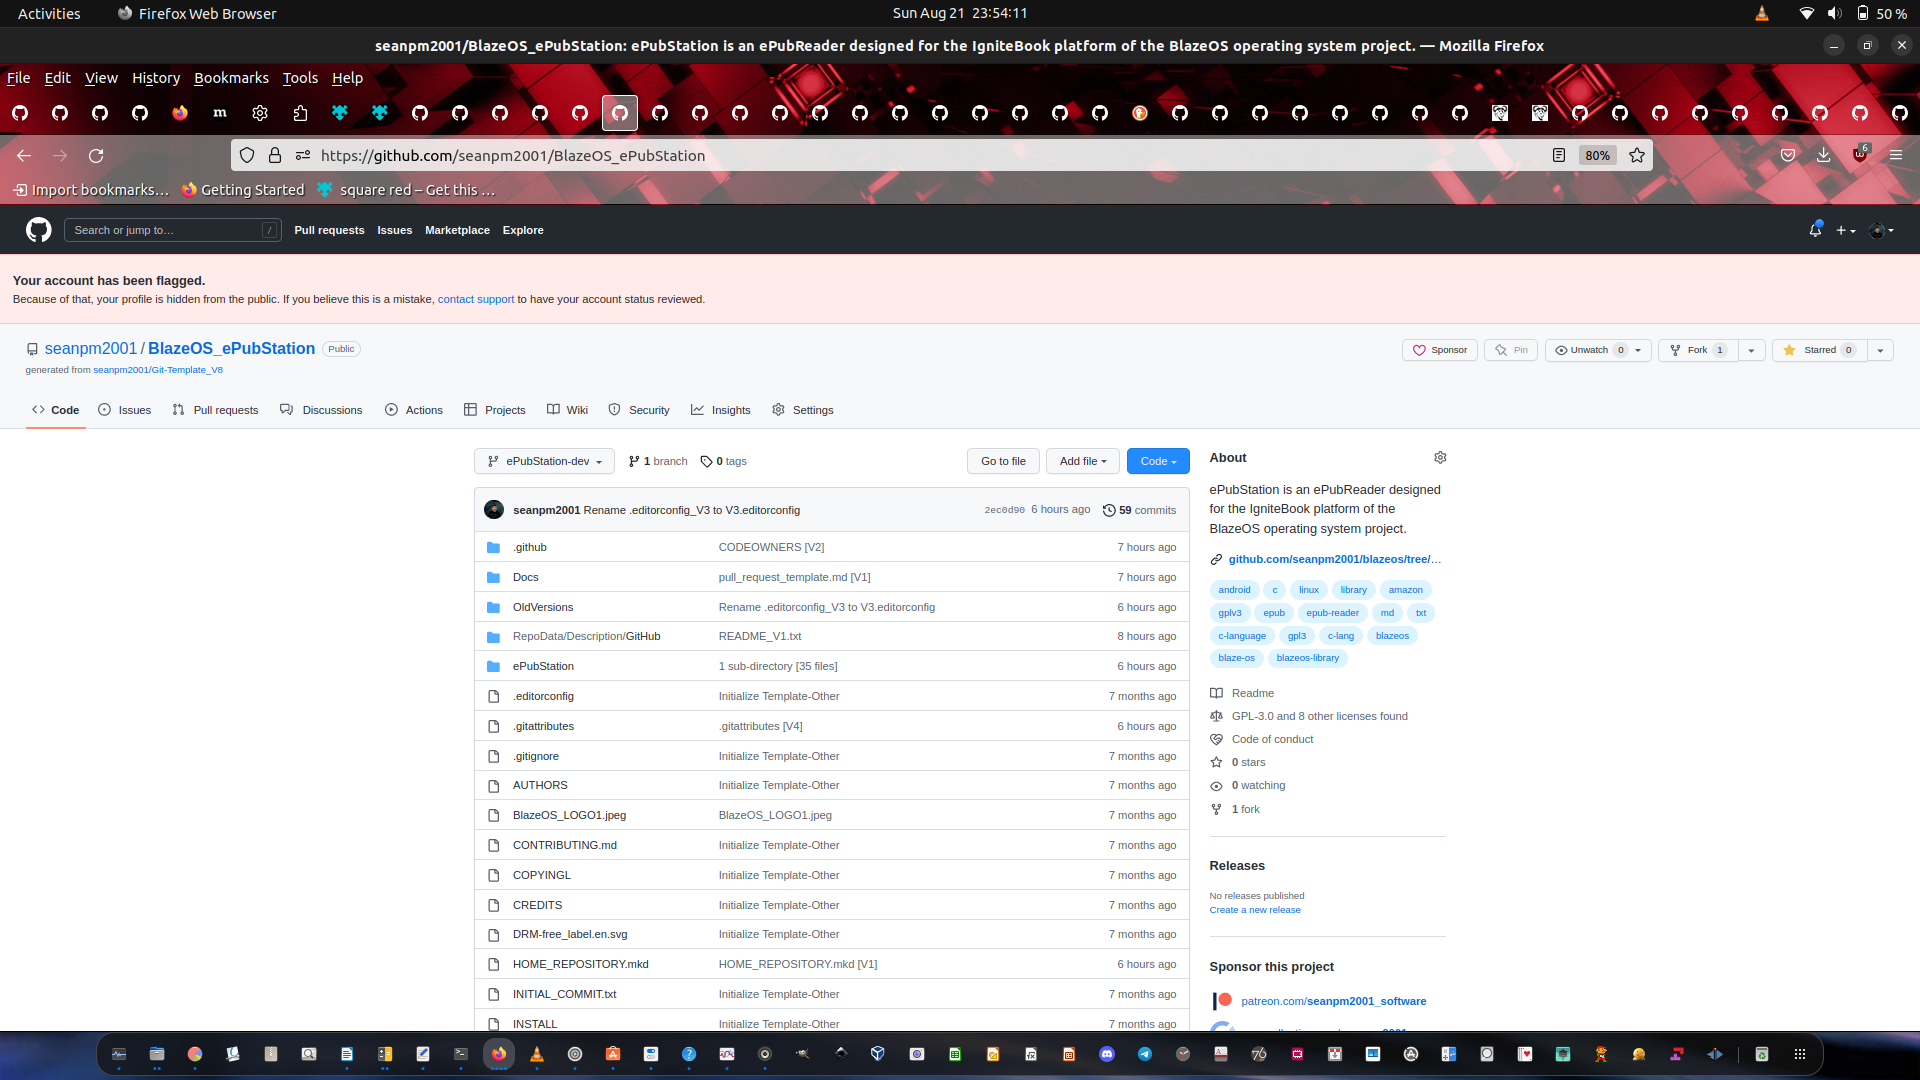 Activities
Firefox Web Browser
Sun Aug 21 23:54:11
50 %
seanpm2001/BlazeOS_ePubStation: ePubStation is an ePubReader designed for the IgniteBook platform of the BlazeOS operating system project. — Mozilla Firefox
File Edit View History Bookmarks Tools Help
https://github.com/seanpm2001/BlazeOS_ePubStation
80%
6
Import bookmarks…
Getting Started
square red – Get this …
Search or jump to…
/
Pull requests
Issues
Marketplace
Explore
Your account has been flagged.
Because of that, your profile is hidden from the public. If you believe this is a mistake, contact support to have your account status reviewed.
seanpm2001 / BlazeOS_ePubStation
Public
Sponsor
Pin
Unwatch 0
Fork 1
Starred 0
generated from seanpm2001/Git-Template_V8
Code
Issues
Pull requests
Discussions
Actions
Projects
Wiki
Security
Insights
Settings
ePubStation-dev
1 branch
0 tags
Go to file
Add file
Code
seanpm2001 Rename .editorconfig_V3 to V3.editorconfig
2ec0d90 6 hours ago
59 commits
.github CODEOWNERS [V2] 7 hours ago
Docs pull_request_template.md [V1] 7 hours ago
OldVersions Rename .editorconfig_V3 to V3.editorconfig 6 hours ago
RepoData/Description/GitHub README_V1.txt 8 hours ago
ePubStation 1 sub-directory [35 files] 6 hours ago
.editorconfig Initialize Template-Other 7 months ago
.gitattributes .gitattributes [V4] 6 hours ago
.gitignore Initialize Template-Other 7 months ago
AUTHORS Initialize Template-Other 7 months ago
BlazeOS_LOGO1.jpeg BlazeOS_LOGO1.jpeg 7 months ago
CONTRIBUTING.md Initialize Template-Other 7 months ago
COPYINGL Initialize Template-Other 7 months ago
CREDITS Initialize Template-Other 7 months ago
DRM-free_label.en.svg Initialize Template-Other 7 months ago
HOME_REPOSITORY.mkd HOME_REPOSITORY.mkd [V1] 6 hours ago
INITIAL_COMMIT.txt Initialize Template-Other 7 months ago
INSTALL Initialize Template-Other 7 months ago
About
ePubStation is an ePubReader designed
for the IgniteBook platform of the
BlazeOS operating system project.
github.com/seanpm2001/blazeos/tree/…
android c linux library amazon
gplv3 epub epub-reader md txt
c-language gpl3 c-lang blazeos
blaze-os blazeos-library
Readme
GPL-3.0 and 8 other licenses found
Code of conduct
0 stars
0 watching
1 fork
Releases
No releases published
Create a new release
Sponsor this project
patreon.com/seanpm2001_software